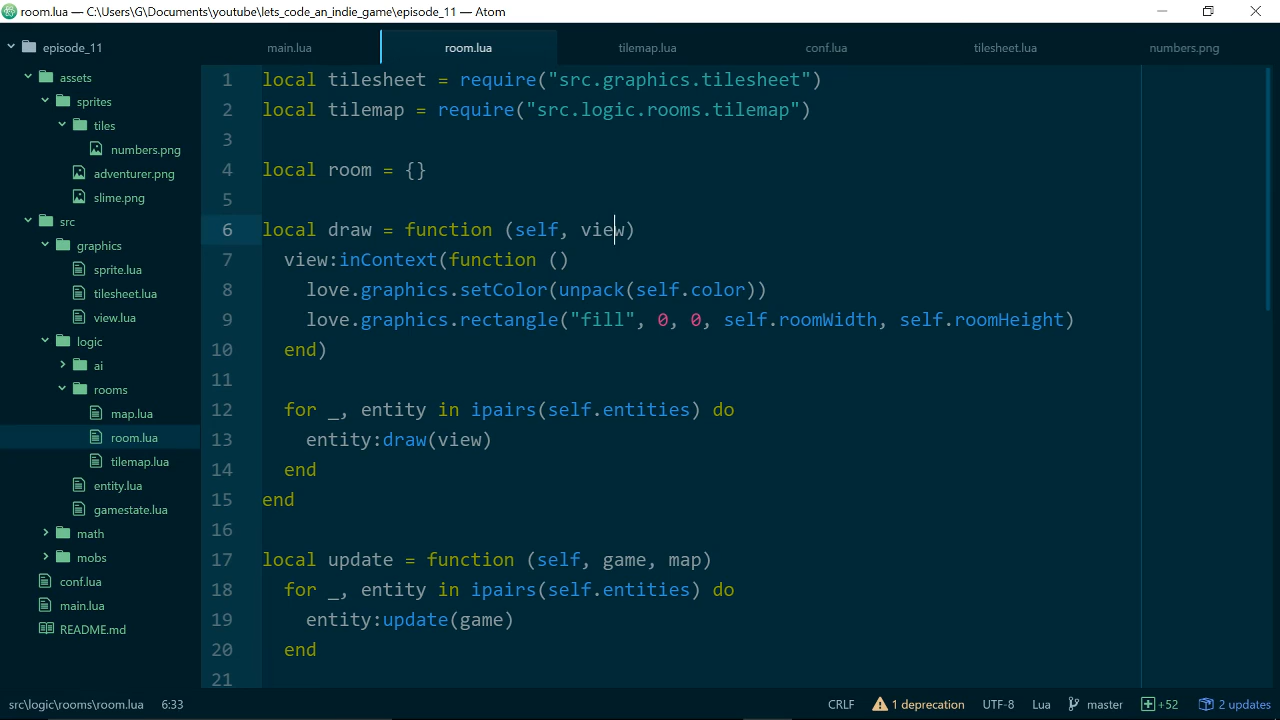 room.lua — C:\Users\G\Documents\youtube\lets_code_an_indie_game\episode_11 — Atom
episode_11
main.lua
room.lua
tilemap.lua
conf.lua
tilesheet.lua
numbers.png
assets
sprites
tiles
numbers.png
adventurer.png
slime.png
src
graphics
sprite.lua
tilesheet.lua
view.lua
logic
ai
rooms
map.lua
room.lua
tilemap.lua
entity.lua
gamestate.lua
math
mobs
conf.lua
main.lua
README.md
1 local tilesheet = require("src.graphics.tilesheet")
2 local tilemap = require("src.logic.rooms.tilemap")
3
4 local room = {}
5
6 local draw = function (self, view)
7 view:inContext(function ()
8 love.graphics.setColor(unpack(self.color))
9 love.graphics.rectangle("fill", 0, 0, self.roomWidth, self.roomHeight)
10 end)
11
12 for _, entity in ipairs(self.entities) do
13 entity:draw(view)
14 end
15 end
16
17 local update = function (self, game, map)
18 for _, entity in ipairs(self.entities) do
19 entity:update(game)
20 end
21
src\logic\rooms\room.lua 6:33 CRLF 1 deprecation UTF-8 Lua master +52 2 updates